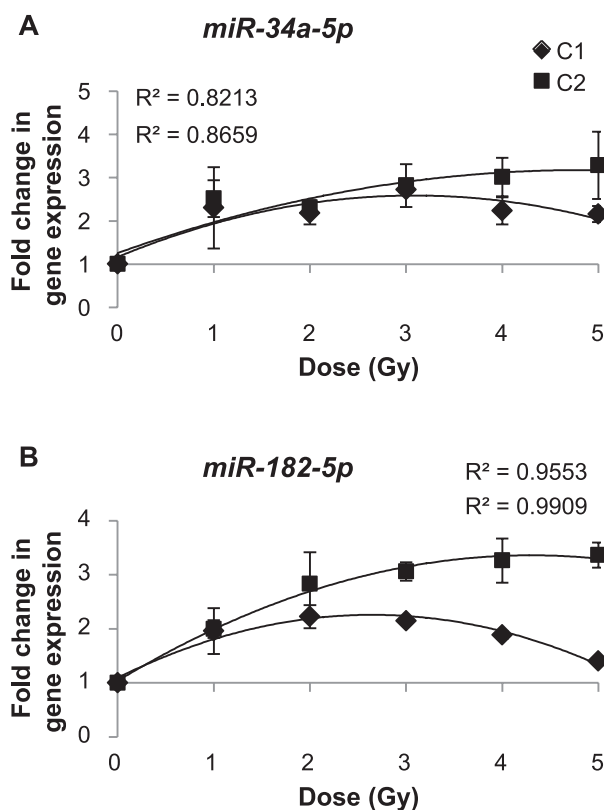 A
miR-34a-5p
C1
C2
R² = 0.8213
R² = 0.8659
Fold change in
gene expression
5
4
3
2
1
0
0 1 2 3 4 5
Dose (Gy)
B
miR-182-5p
R² = 0.9553
R² = 0.9909
Fold change in
gene expression
4
3
2
1
0
0 1 2 3 4 5
Dose (Gy)